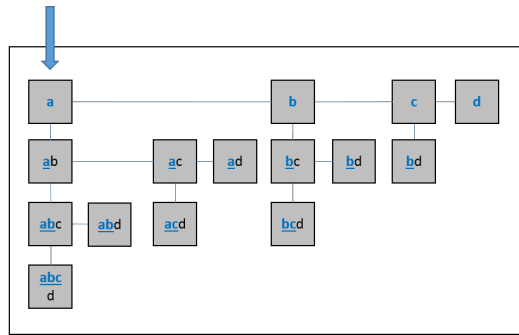 a b c d
ab ac ad bc bd bd
abc abd acd bcd
abc
d